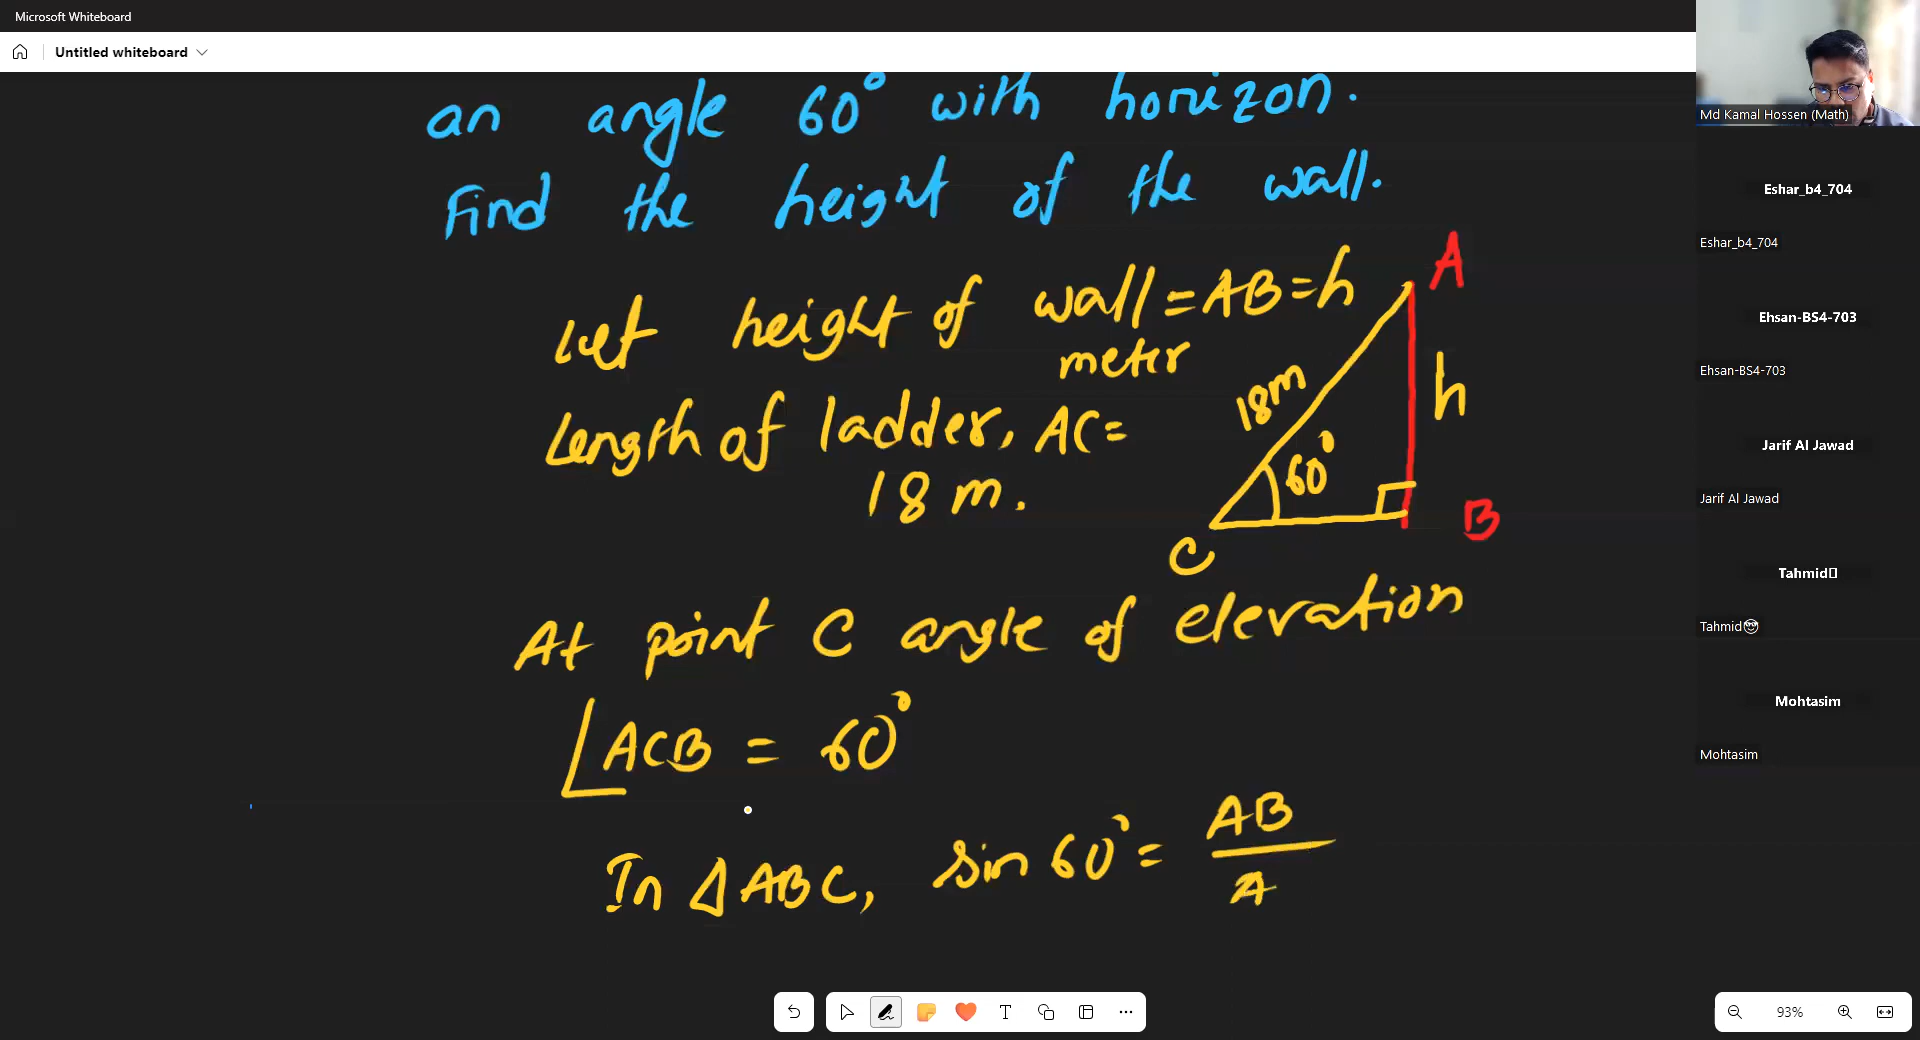 Microsoft Whiteboard
Untitled whiteboard
an angle 60° with horizon.
Find the height of the wall.
Let height of wall = AB = h
meter
Length of ladder, AC =
18 m.
A
18m
h
60°
B
C
At point C angle of elevation
∠ACB = 60°
In △ABC, sin 60° = AB
A
Md Kamal Hossen (Math)
Eshar_b4_704
Eshar_b4_704
Ehsan-BS4-703
Ehsan-BS4-703
Jarif Al Jawad
Jarif Al Jawad
Tahmid
Tahmid😎
Mohtasim
Mohtasim
T
93%